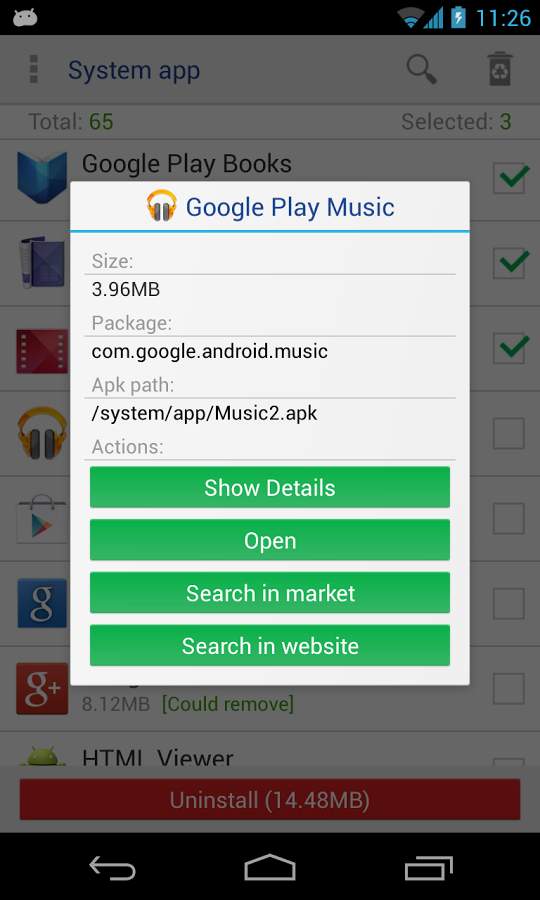 11:26
System app
Total: 65
Selected: 3
Google Play Books
Google Play Music
Size:
3.96MB
Package:
com.google.android.music
Apk path:
/system/app/Music2.apk
Actions:
Show Details
Open
Search in market
Search in website
g
g+
8.12MB [Could remove]
HTML Viewer
Uninstall (14.48MB)